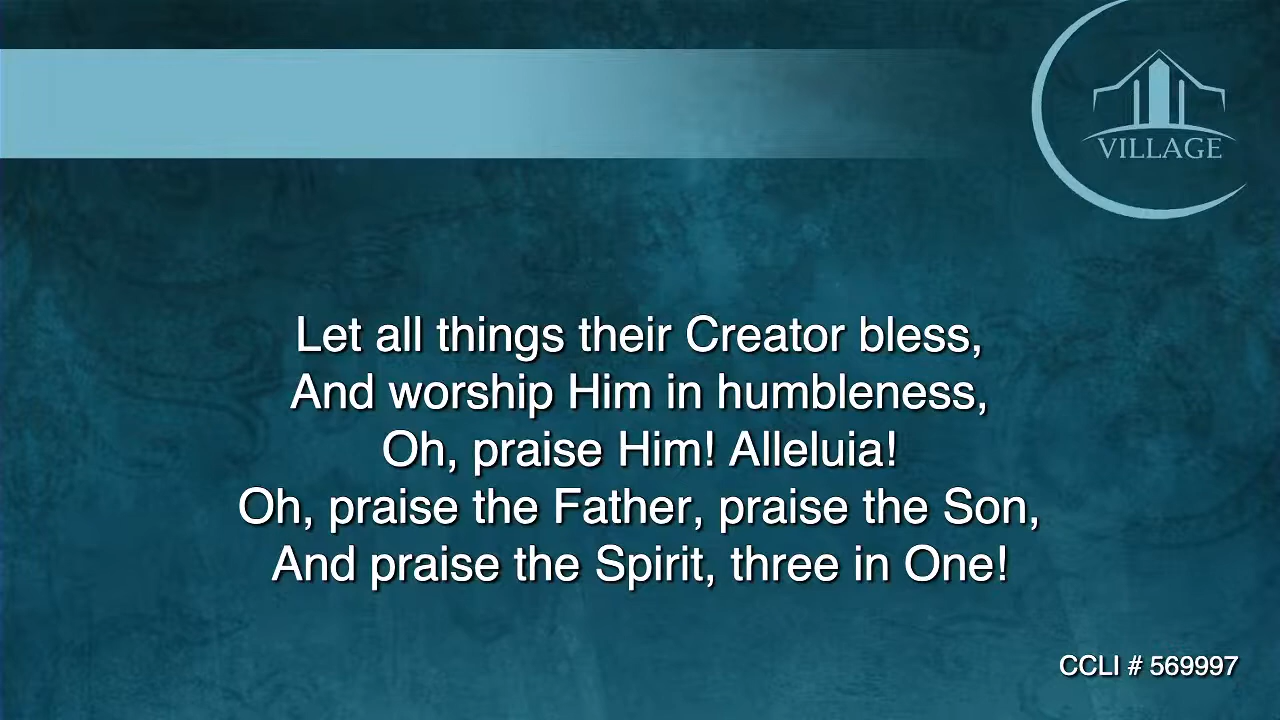 VILLAGE
Let all things their Creator bless,
And worship Him in humbleness,
Oh, praise Him! Alleluia!
Oh, praise the Father, praise the Son,
And praise the Spirit, three in One!
CCLI # 569997